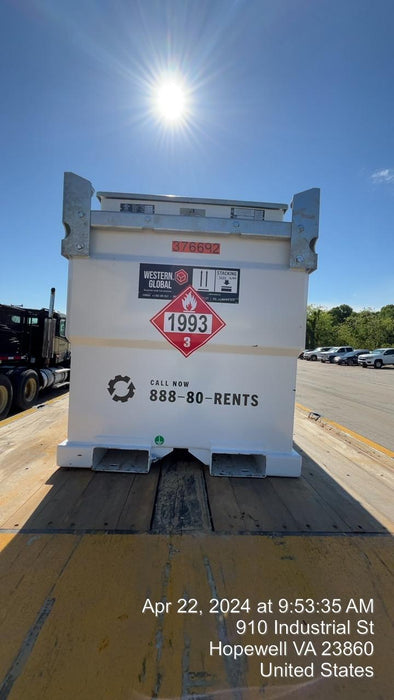 376692
WESTERN
GLOBAL
STACKING
1993
3
CALL NOW
888-80-RENTS
Apr 22, 2024 at 9:53:35 AM
910 Industrial St
Hopewell VA 23860
United States